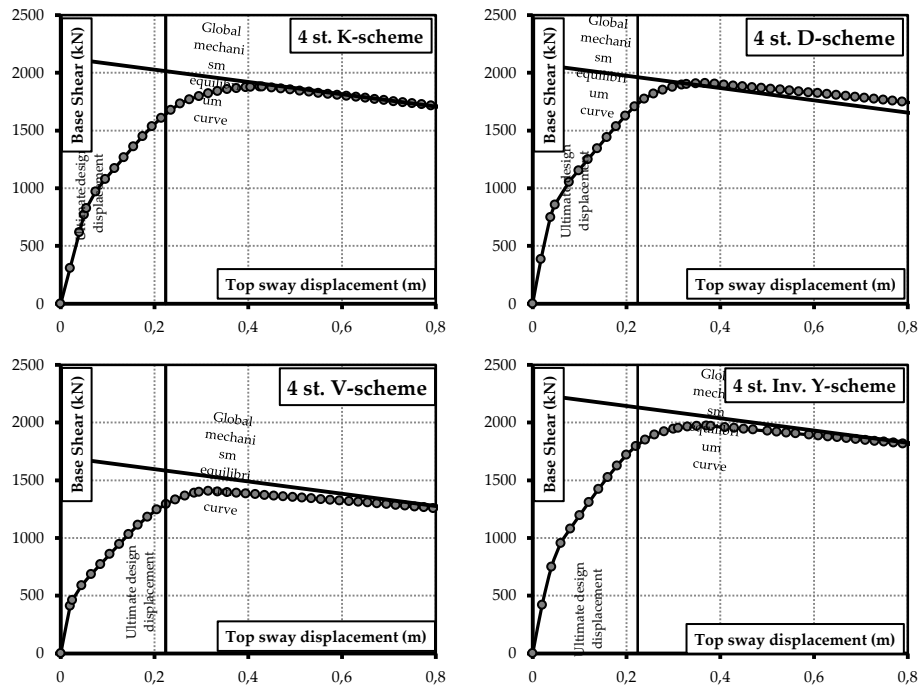 4 st. K-scheme
Base Shear (kN)
2500
2000
1500
1000
500
0
Global
mechani
sm
equilibri
um
curve
Ultimate design
displacement
Top sway displacement (m)
0
0,2
0,4
0,6
0,8
4 st. D-scheme
Base Shear (kN)
2500
2000
1500
1000
500
0
Global
mechani
sm
equilibri
um
curve
Ultimate design
displacement
Top sway displacement (m)
0
0,2
0,4
0,6
0,8
4 st. V-scheme
Base Shear (kN)
2500
2000
1500
1000
500
0
Global
mechani
sm
equilibri
curve
Ultimate design
displacement
Top sway displacement (m)
0
0,2
0,4
0,6
0,8
4 st. Inv. Y-scheme
Base Shear (kN)
2500
2000
1500
1000
500
0
sm
equilibri
um
curve
Ultimate design
displacement
Top sway displacement (m)
0
0,2
0,4
0,6
0,8